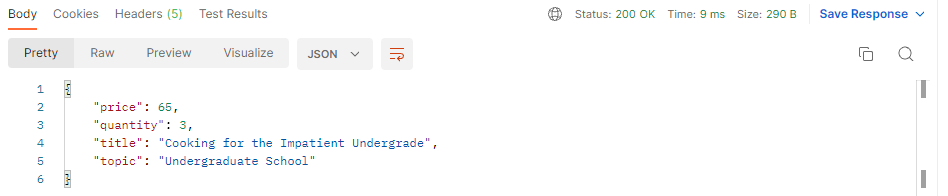 Body Cookies Headers (5) Test Results Status: 200 OK Time: 9 ms Size: 290 B Save Response
Pretty Raw Preview Visualize JSON
1 {
2 "price": 65,
3 "quantity": 3,
4 "title": "Cooking for the Impatient Undergrade",
5 "topic": "Undergraduate School"
6 }